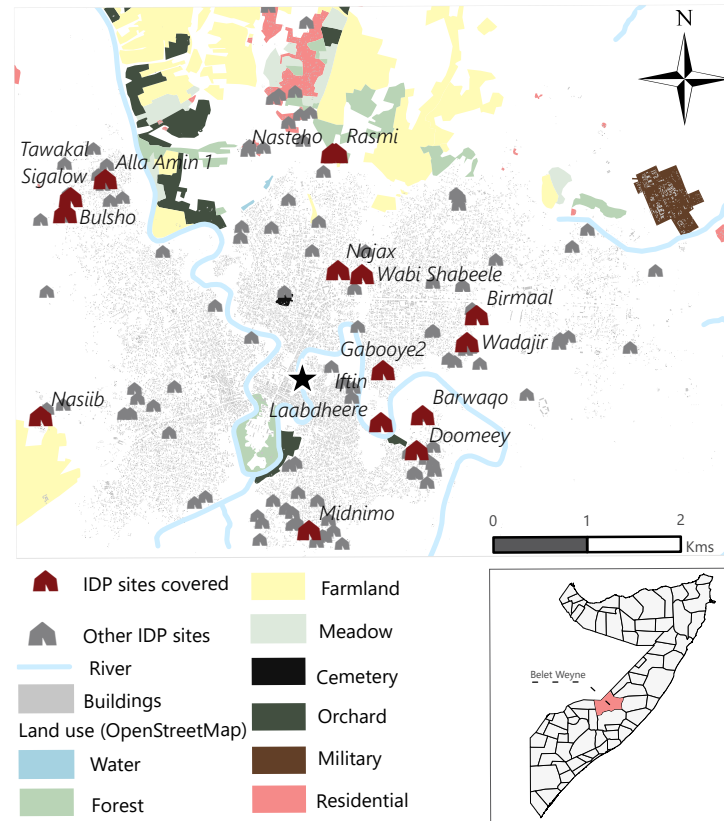 N
Nasteho
Rasmi
Tawakal
Alla Amin 1
Sigalow
Bulsho
Najax
Wabi Shabeele
Birmaal
Gabooye2
Wadajir
Iftin
Nasiib
Laabdheere
Barwaqo
Doomeey
Midnimo
0 1 2
Kms
IDP sites covered
Other IDP sites
River
Buildings
Land use (OpenStreetMap)
Water
Forest
Farmland
Meadow
Cemetery
Orchard
Military
Residential
Belet Weyne